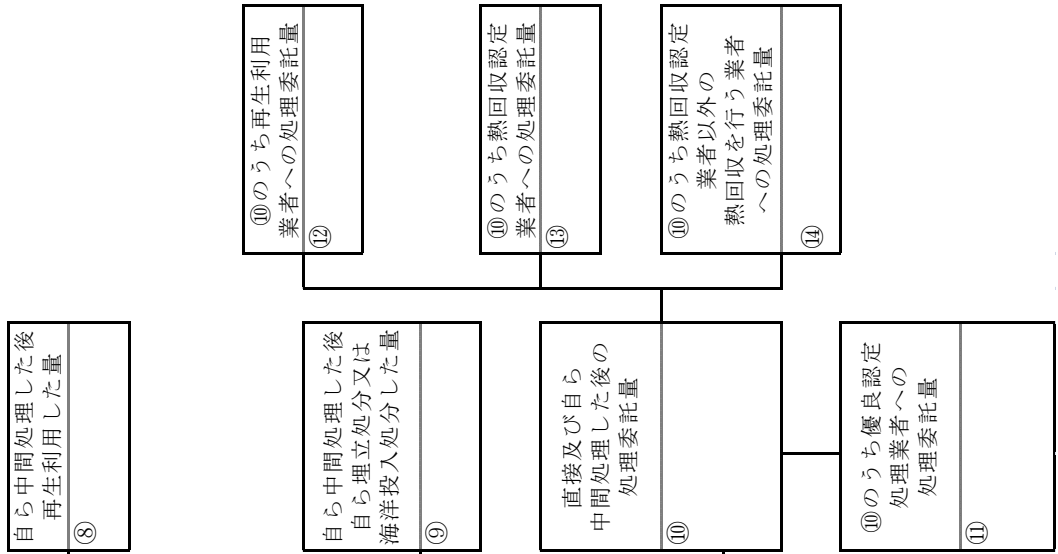 自ら中間処理した後
再生利用した量
⑧
自ら中間処理した後
自ら埋立処分又は
海洋投入処分した量
⑨
直接及び自ら
中間処理した後の
処理委託量
⑩
⑩のうち優良認定
処理業者への
処理委託量
⑪
⑩のうち再生利用
業者への処理委託量
⑫
⑩のうち熱回収認定
業者への処理委託量
⑬
⑩のうち熱回収認定
業者以外の
熱回収を行う業者
への処理委託量
⑭